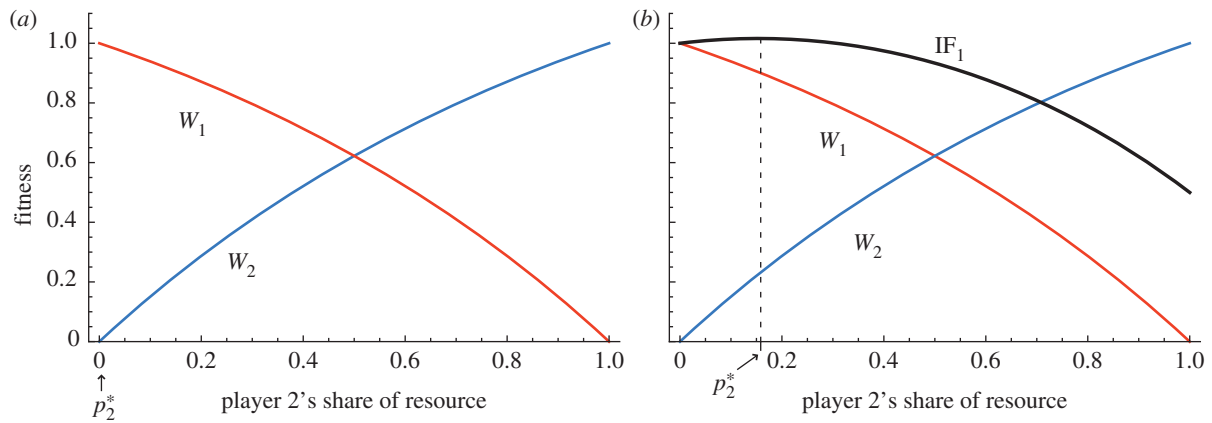 (a)
1.0
0.8
0.6
0.4
0.2
0
fitness
W₁
W₂
0 0.2 0.4 0.6 0.8 1.0
↑
p₂*
player 2's share of resource
(b)
IF₁
W₁
W₂
0 0.2 0.4 0.6 0.8 1.0
p₂*
player 2's share of resource